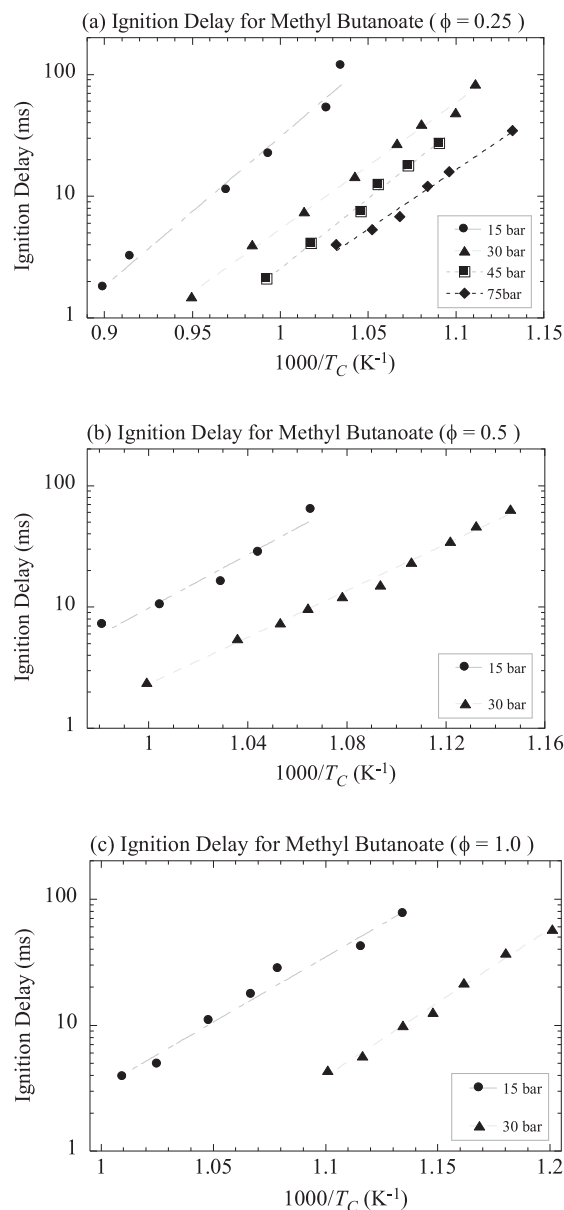 (a) Ignition Delay for Methyl Butanoate ( ϕ = 0.25)
100
10
1
Ignition Delay (ms)
15 bar
30 bar
45 bar
75bar
0.9 0.95 1 1.05 1.1 1.15
1000/T_C (K⁻¹)
(b) Ignition Delay for Methyl Butanoate ( ϕ = 0.5 )
100
10
1
Ignition Delay (ms)
15 bar
30 bar
1 1.04 1.08 1.12 1.16
1000/T_C (K⁻¹)
(c) Ignition Delay for Methyl Butanoate ( ϕ = 1.0 )
100
10
1
Ignition Delay (ms)
15 bar
30 bar
1 1.05 1.1 1.15 1.2
1000/T_C (K⁻¹)